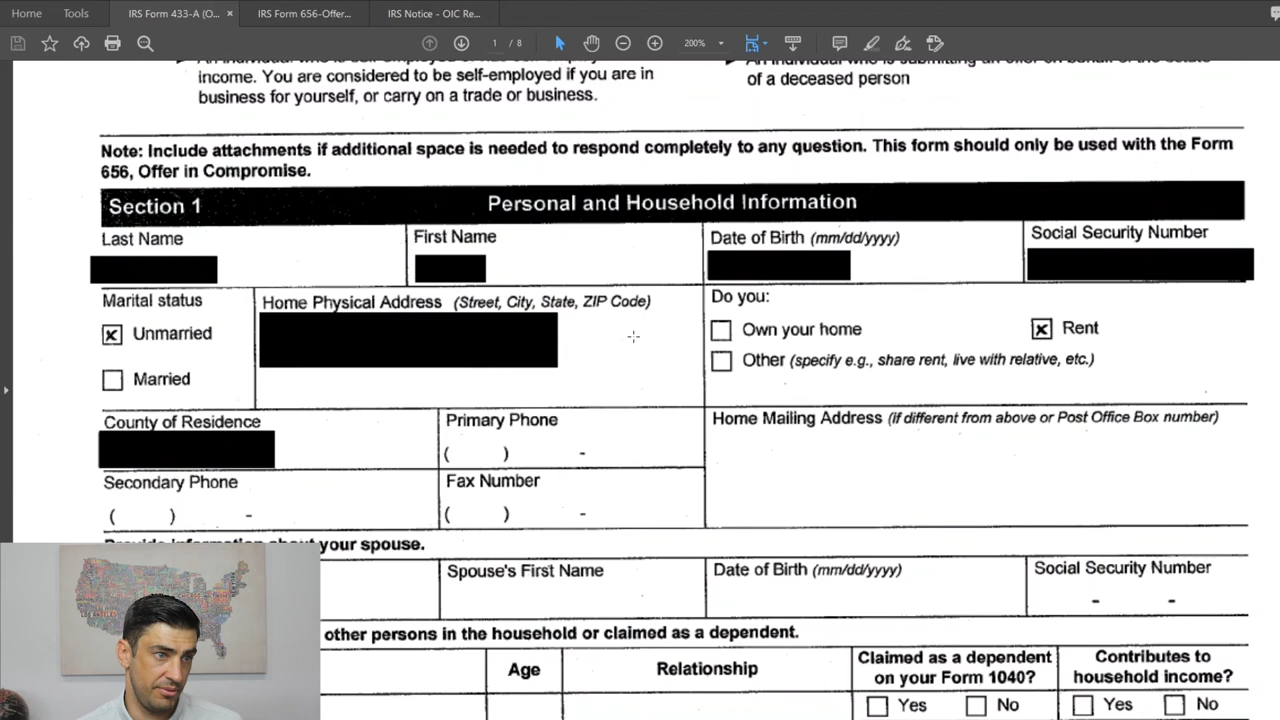 Home Tools IRS Form 433-A (O... × IRS Form 656-Offer... IRS Notice - OIC Re...
1 / 8 200%
income. You are considered to be self-employed if you are in
business for yourself, or carry on a trade or business.
of a deceased person
Note: Include attachments if additional space is needed to respond completely to any question. This form should only be used with the Form
656, Offer in Compromise.
Section 1 Personal and Household Information
Last Name First Name Date of Birth (mm/dd/yyyy) Social Security Number
Marital status Home Physical Address (Street, City, State, ZIP Code) Do you:
x Unmarried Own your home x Rent
Other (specify e.g., share rent, live with relative, etc.)
Married
County of Residence Primary Phone Home Mailing Address (if different from above or Post Office Box number)
( ) -
Secondary Phone Fax Number
( ) - ( ) -
your spouse.
Spouse's First Name Date of Birth (mm/dd/yyyy) Social Security Number
- -
other persons in the household or claimed as a dependent.
Age Relationship Claimed as a dependent Contributes to
on your Form 1040? household income?
Yes No Yes No